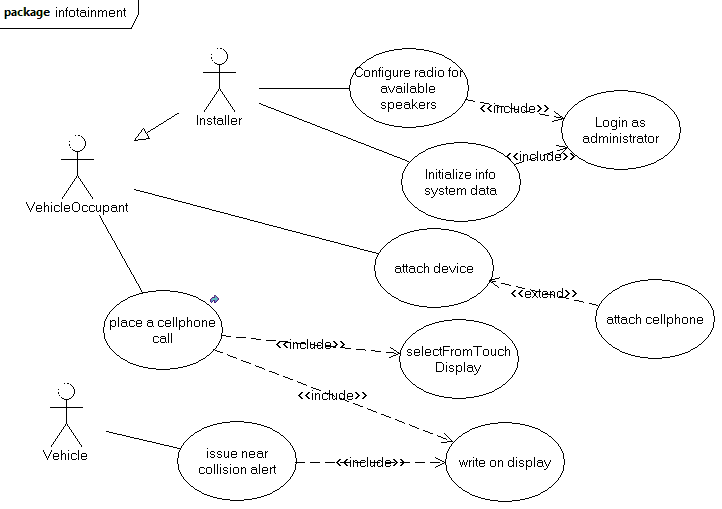 package infotainment
Configure radio for
available
speakers
<<include>>
Installer
Login as
administrator
<<include>>
Initialize info
system data
VehicleOccupant
attach device
<<extend>>
attach cellphone
place a cellphone
call
<<include>>
selectFromTouch
Display
<<include>>
Vehicle
issue near
collision alert
<<include>>
write on display